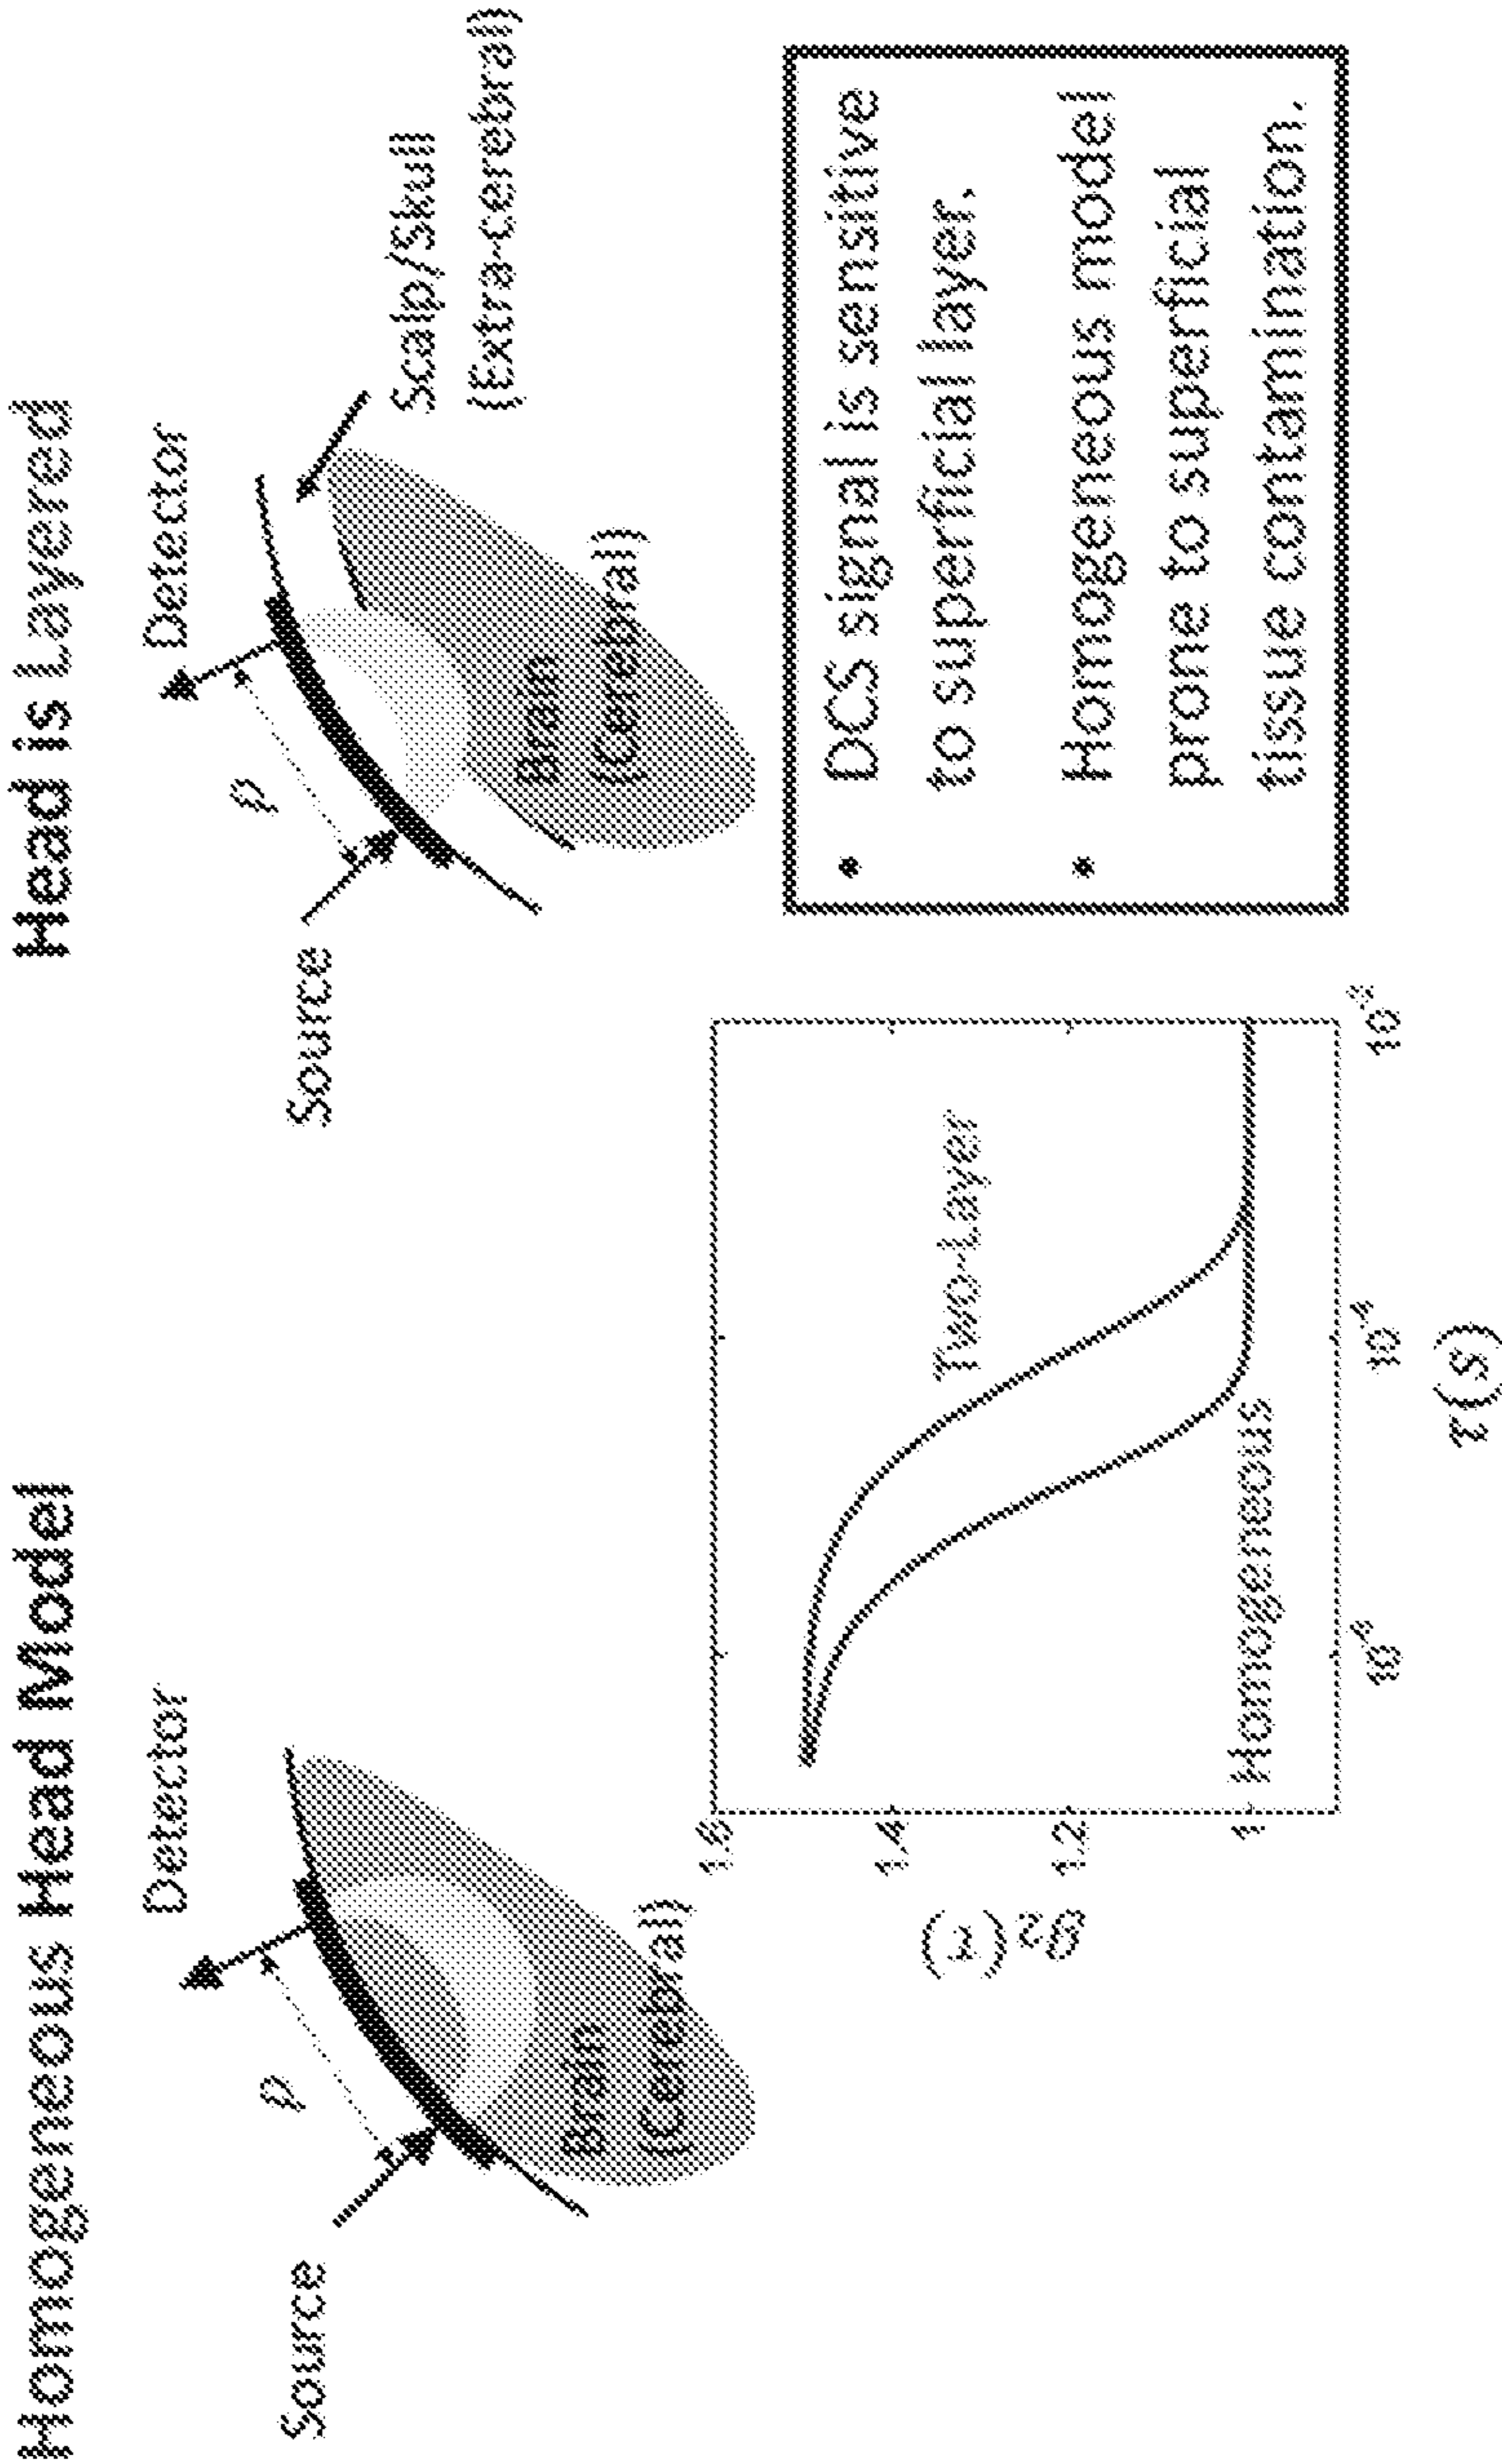 Homogeneous Head Model
Source
ρ
Detector
Brain
(Cerebral)
Head is Layered
Source
ρ
Detector
Scalp/Skull
(Extra-cerebral)
Brain
(Cerebral)
g₂(τ)
1.6
1.4
1.2
1
Two-Layer
Homogeneous
10⁻⁴
τ(s)
• DCS signal is sensitive
to superficial layer.
• Homogeneous model
prone to superficial
tissue contamination.